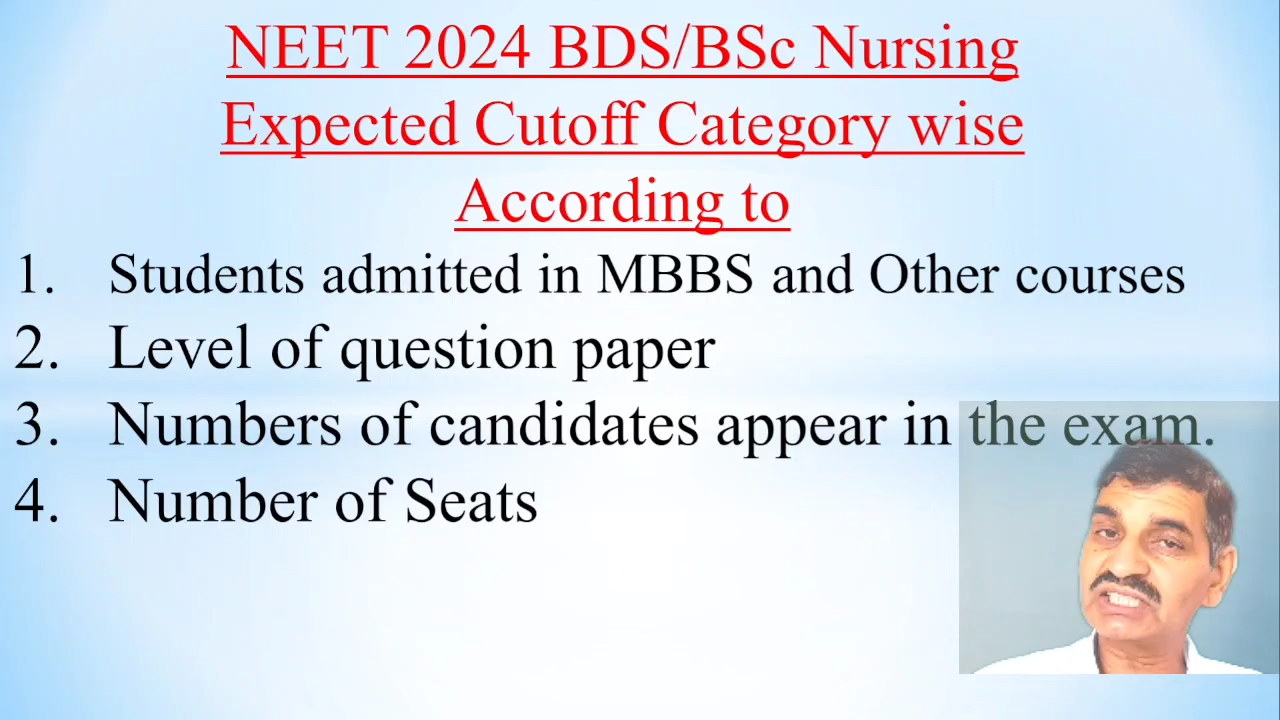 NEET 2024 BDS/BSc Nursing
Expected Cutoff Category wise
According to
1. Students admitted in MBBS and Other courses
2. Level of question paper
3. Numbers of candidates appear in the exam.
4. Number of Seats